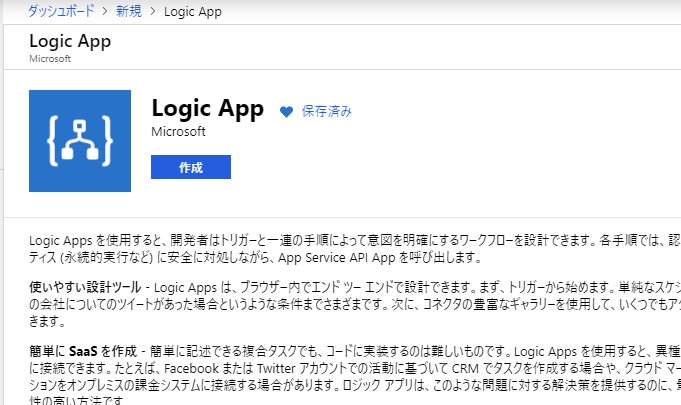 ダッシュボード > 新規 > Logic App
Logic App
Microsoft
Logic App 保存済み
Microsoft
作成
Logic Apps を使用すると、開発者はトリガーと一連の手順によって意図を明確にするワークフローを設計できます。各手順では、認
ティス (永続的実行など) に安全に対処しながら、App Service API App を呼び出します。
使いやすい設計ツール - Logic Apps は、ブラウザー内でエンド ツー エンドで設計できます。まず、トリガーから始めます。単純なスケジ
の会社についてのツイートがあった場合というような条件までさまざまです。次に、コネクタの豊富なギャラリーを使用して、いくつでもア
きます。
簡単に SaaS を作成 - 簡単に記述できる複合タスクでも、コードに実装するのは難しいものです。Logic Apps を使用すると、異種
に接続できます。たとえば、Facebook または Twitter アカウントでの活動に基づいて CRM でタスクを作成する場合や、クラウド マー
ションをオンプレミスの課金システムに接続する場合があります。ロジック アプリは、このような問題に対する解決策を提供するのに、最
性の高い方法です。